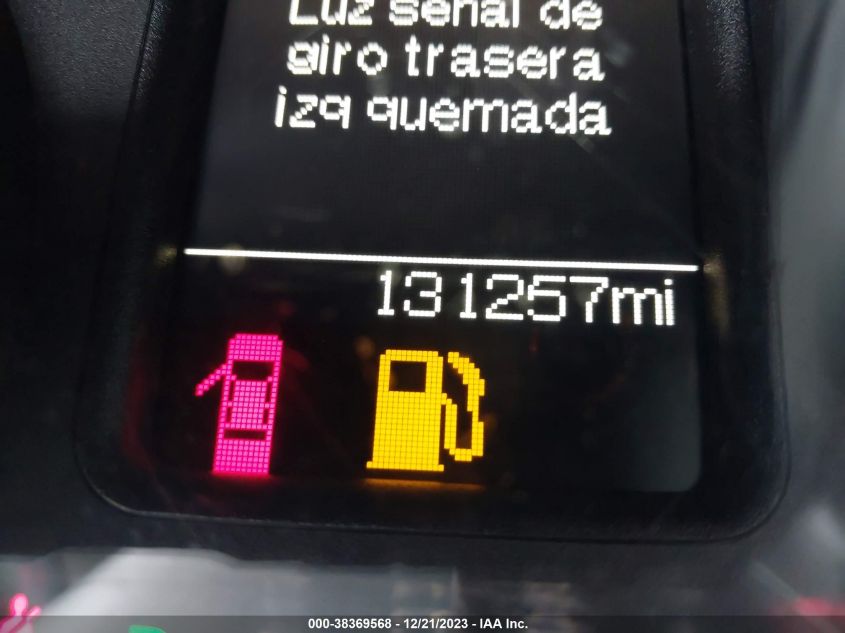 Luz señal de
giro trasera
izq quemada
131257mi
000-38369568 - 12/21/2023 - IAA Inc.